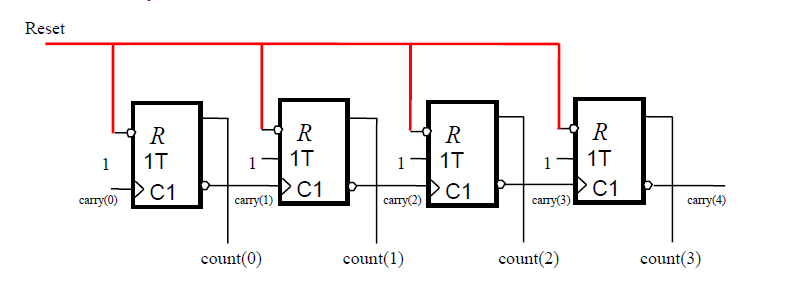 Reset
R R R R
1 1T 1 1T 1 1T 1 1T
C1 C1 C1 C1
carry(0) carry(1) carry(2) carry(3) carry(4)
count(0) count(1) count(2) count(3)